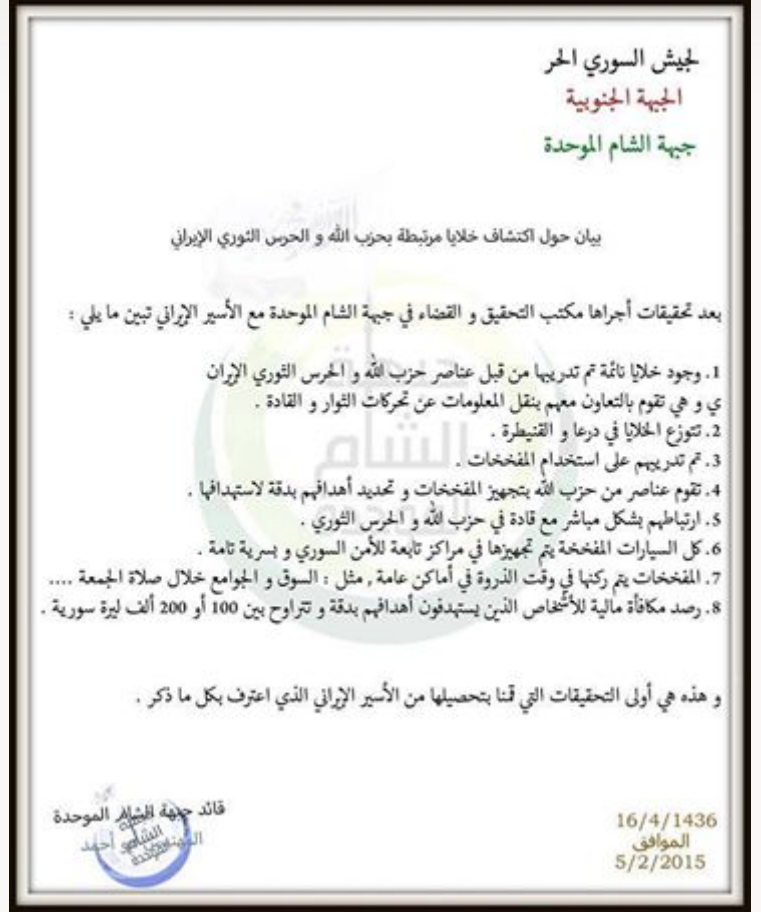 لجيش السوري الحر
الجبهة الجنوبية
جبهة الشام الموحدة
بيان حول اكتشاف خلايا مرتبطة بحزب الله و الحرس الثوري الإيراني
بعد تحقيقات أجراها مكتب التحقيق و القضاء في جبهة الشام الموحدة مع الأسير الإيراني تبين ما يلي :
1. وجود خلايا نائمة تم تدريبها من قبل عناصر حزب الله و الحرس الثوري الإيران
ي و هي تقوم بالتعاون معهم بنقل المعلومات عن تحركات الثوار و القادة .
2. تتوزع الخلايا في درعا و القنيطرة .
3. تم تدريبهم على استخدام المفخخات .
4. تقوم عناصر من حزب الله بتجهيز المفخخات و تحديد أهدافهم بدقة لاستهدافها .
5. ارتباطهم بشكل مباشر مع قادة في حزب الله و الحرس الثوري .
6. كل السيارات المفخخة يتم تجهيزها في مراكز تابعة للأمن السوري و بسرية تامة .
7. المفخخات يتم ركنها في وقت الذروة في أماكن عامة , مثل : السوق و الجوامع خلال صلاة الجمعة ....
8. رصد مكافأة مالية للأشخاص الذين يستهدفون أهدافهم بدقة و تتراوح بين 100 أو 200 ألف ليرة سورية .
و هذه هي أولى التحقيقات التي قمنا بتحصيلها من الأسير الإيراني الذي اعترف بكل ما ذكر .
قائد جبهة الشام الموحدة
أحمد
16/4/1436
الموافق
5/2/2015
جبهة
الشام
الموحدة